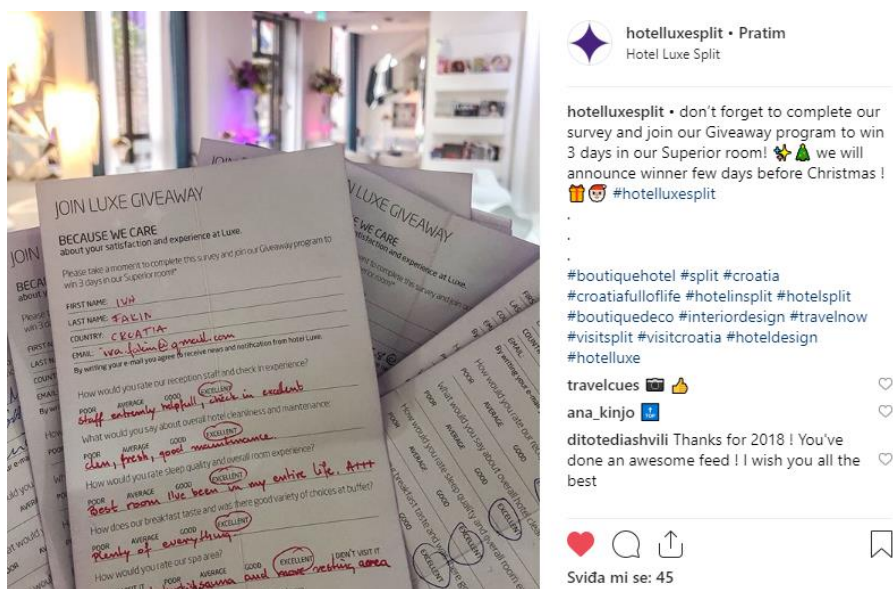 JOIN LUXE GIVEAWAY
BECAUSE WE CARE
about your satisfaction and experience at Luxe.
Please take a moment to complete this survey and join our Giveaway program to
win 3 days in our Superior room!*
FIRST NAME: IVA
LAST NAME: FAKIN
COUNTRY: CROATIA
EMAIL: iva.fakin@gmail.com
By writing your e-mail you agree to receive news and notification from hotel Luxe.
How would you rate our reception staff and check in experience?
POOR AVERAGE GOOD EXCELLENT
staff extremly helpfull, check in excelent
What would you say about overall hotel cleanliness and maintenance:
POOR AVERAGE GOOD EXCELLENT
clen, fresh, good maintenance
How would you rate sleep quality and overall room experience?
POOR AVERAGE GOOD EXCELLENT
Best room I've been in my entire life. A+++
How does our breakfast taste and was there good variety of choices at buffet?
POOR AVERAGE GOOD EXCELLENT
Plenty of everything.
How would you rate our spa area?
POOR AVERAGE GOOD EXCELLENT DIDN'T VISIT IT
sauna and more resting area
JOIN LUXE GIVEAWAY
WE CARE
hotelluxesplit • Pratim
Hotel Luxe Split
hotelluxesplit • don't forget to complete our
survey and join our Giveaway program to win
3 days in our Superior room! ✨🎄 we will
announce winner few days before Christmas !
🎁🎅 #hotelluxesplit
.
.
.
#boutiquehotel #split #croatia
#croatiafulloflife #hotelinsplit #hotelsplit
#boutiquedeco #interiordesign #travelnow
#visitsplit #visitcroatia #hoteldesign
#hotelluxe
travelcues 📷 👍
ana_kinjo 🔝
ditotediashvili Thanks for 2018 ! You've
done an awesome feed ! I wish you all the
best
Sviđa mi se: 45